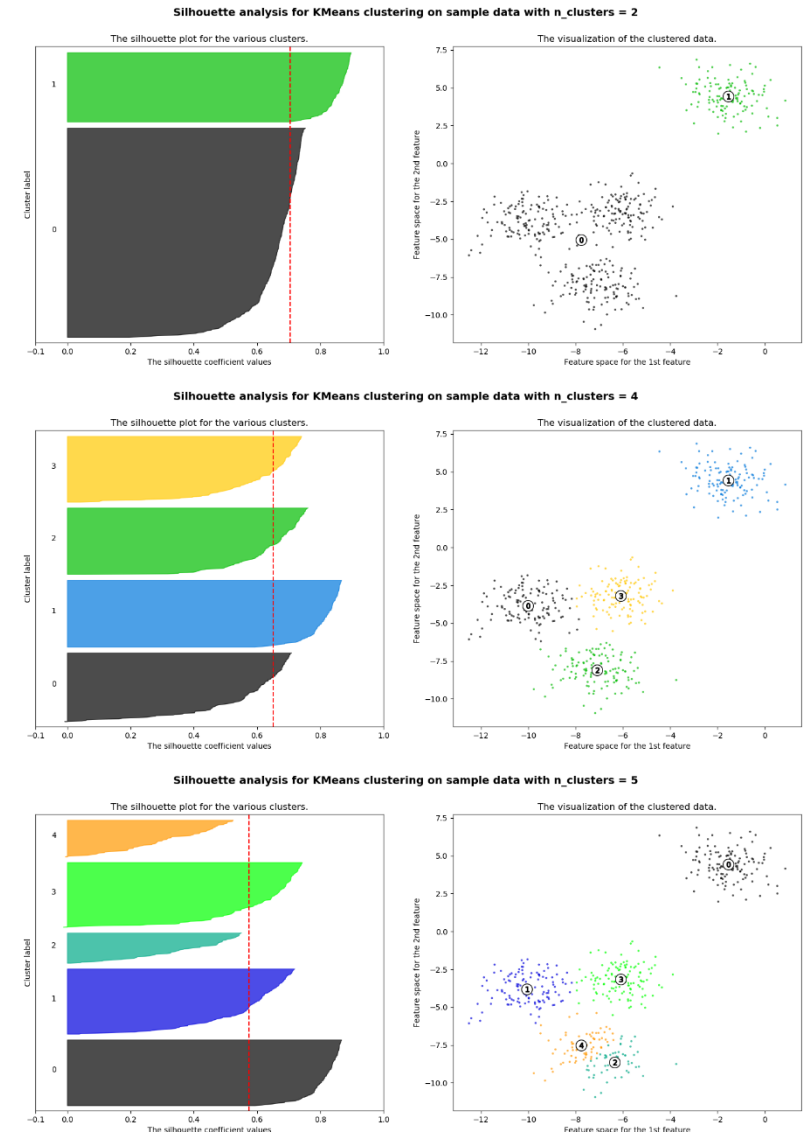 Silhouette analysis for KMeans clustering on sample data with n_clusters = 2
The silhouette plot for the various clusters.
Cluster label
1
0
−0.1 0.0 0.2 0.4 0.6 0.8 1.0
The silhouette coefficient values
The visualization of the clustered data.
Feature space for the 2nd feature
7.5
5.0
2.5
0.0
−2.5
−5.0
−7.5
−10.0
1
0
−12 −10 −8 −6 −4 −2 0
Feature space for the 1st feature
Silhouette analysis for KMeans clustering on sample data with n_clusters = 4
The silhouette plot for the various clusters.
Cluster label
3
2
1
0
−0.1 0.0 0.2 0.4 0.6 0.8 1.0
The silhouette coefficient values
The visualization of the clustered data.
Feature space for the 2nd feature
7.5
5.0
2.5
0.0
−2.5
−5.0
−7.5
−10.0
1
3
0
2
−12 −10 −8 −6 −4 −2 0
Feature space for the 1st feature
Silhouette analysis for KMeans clustering on sample data with n_clusters = 5
The silhouette plot for the various clusters.
Cluster label
4
3
2
1
0
−0.1 0.0 0.2 0.4 0.6 0.8 1.0
The silhouette coefficient values
The visualization of the clustered data.
Feature space for the 2nd feature
7.5
5.0
2.5
0.0
−2.5
−5.0
−7.5
−10.0
0
3
1
4
2
−12 −10 −8 −6 −4 −2 0
Feature space for the 1st feature